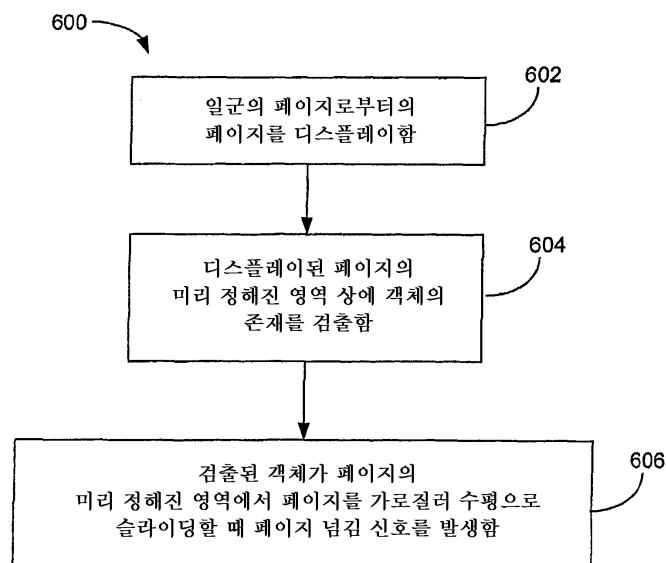 600
602
일군의 페이지로부터의
페이지를 디스플레이함
604
디스플레이된 페이지의
미리 정해진 영역 상에 객체의
존재를 검출함
606
검출된 객체가 페이지의
미리 정해진 영역에서 페이지를 가로질러 수평으로
슬라이딩할 때 페이지 넘김 신호를 발생함